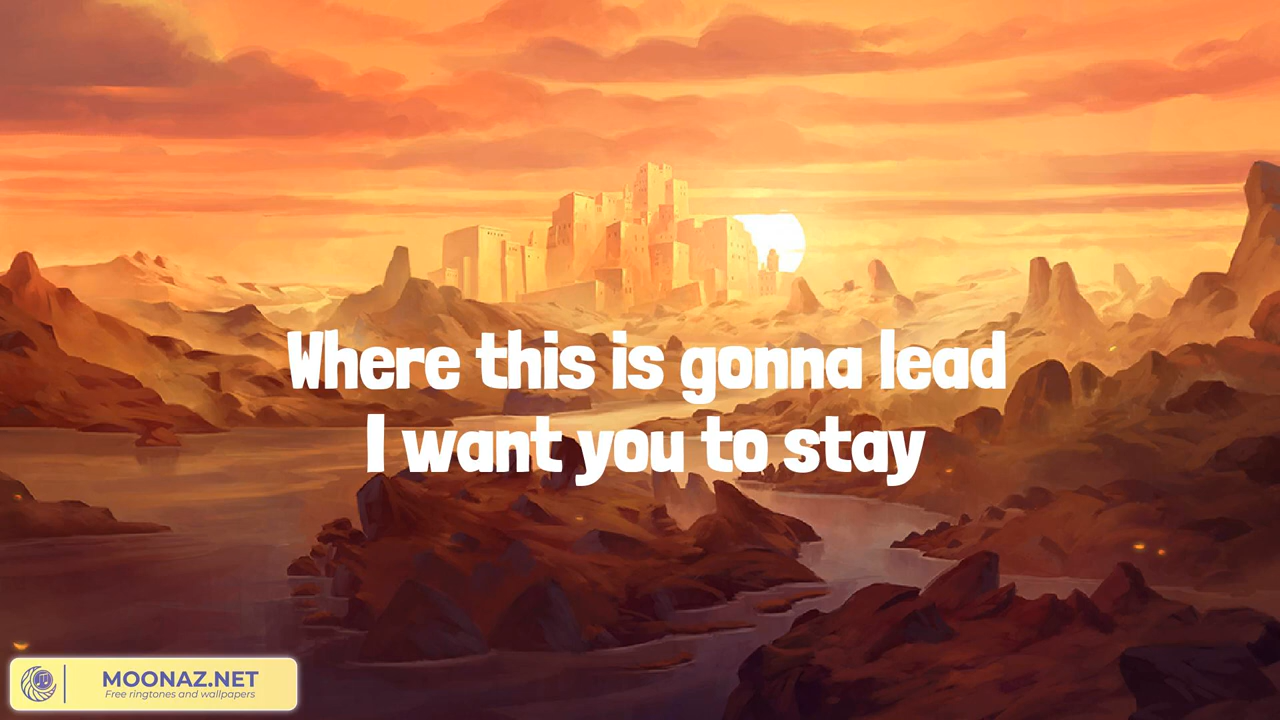 Where this is gonna lead
I want you to stay
MOONAZ.NET
Free ringtones and wallpapers